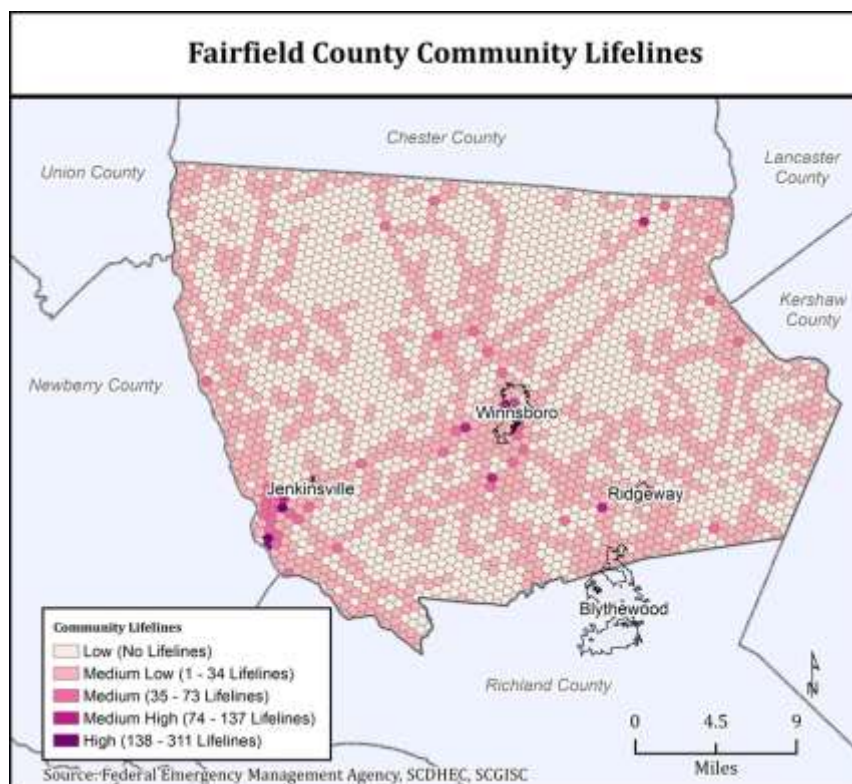 Fairfield County Community Lifelines
Chester County
Union County
Lancaster
County
Kershaw
County
Newberry County
Winnsboro
Jenkinsville
Ridgeway
Blythewood
Richland County
Community Lifelines
Low (No Lifelines)
Medium Low (1 - 34 Lifelines)
Medium (35 - 73 Lifelines)
Medium High (74 - 137 Lifelines)
High (138 - 311 Lifelines)
N
0 4.5 9
Miles
Source: Federal Emergency Management Agency, SCDHEC, SCGISC